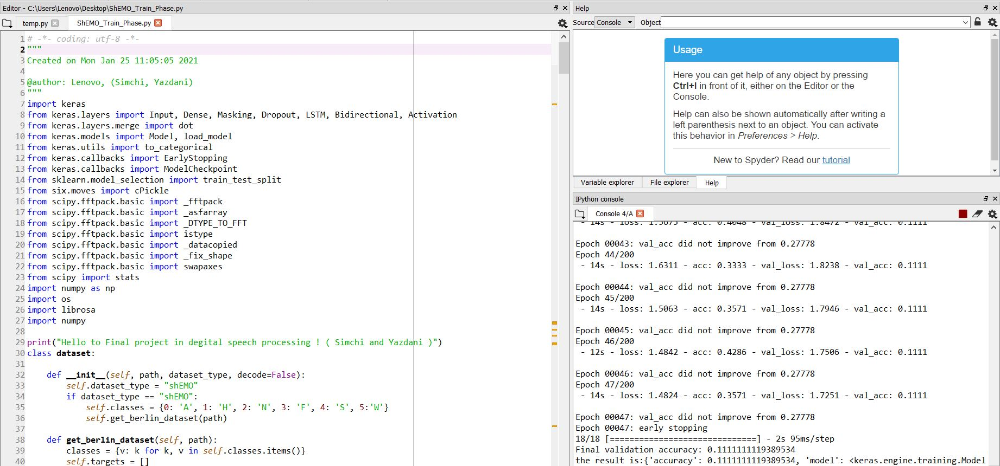 Editor - C:\Users\Lenovo\Desktop\ShEMO_Train_Phase.py
temp.py
ShEMO_Train_Phase.py
1 # -*- coding: utf-8 -*-
2 """
3 Created on Mon Jan 25 11:05:05 2021
4
5 @author: Lenovo, (Simchi, Yazdani)
6 """
7 import keras
8 from keras.layers import Input, Dense, Masking, Dropout, LSTM, Bidirectional, Activation
9 from keras.layers.merge import dot
10 from keras.models import Model, load_model
11 from keras.utils import to_categorical
12 from keras.callbacks import EarlyStopping
13 from keras.callbacks import ModelCheckpoint
14 from sklearn.model_selection import train_test_split
15 from six.moves import cPickle
16 from scipy.fftpack.basic import _fftpack
17 from scipy.fftpack.basic import _asfarray
18 from scipy.fftpack.basic import _DTYPE_TO_FFT
19 from scipy.fftpack.basic import istype
20 from scipy.fftpack.basic import _datacopied
21 from scipy.fftpack.basic import _fix_shape
22 from scipy.fftpack.basic import swapaxes
23 from scipy import stats
24 import numpy as np
25 import os
26 import librosa
27 import numpy
28
29 print("Hello to Final project in degital speech processing ! ( Simchi and Yazdani )")
30 class dataset:
31
32     def __init__(self, path, dataset_type, decode=False):
33         self.dataset_type = "shEMO"
34         if dataset_type == "shEMO":
35             self.classes = {0: 'A', 1: 'H', 2: 'N', 3: 'F', 4: 'S', 5:'W'}
36             self.get_berlin_dataset(path)
37
38     def get_berlin_dataset(self, path):
39         classes = {v: k for k, v in self.classes.items()}
40         self.targets = []
Help
Source Console Object
Usage
Here you can get help of any object by pressing
Ctrl+I in front of it, either on the Editor or the
Console.
Help can also be shown automatically after writing a
left parenthesis next to an object. You can activate
this behavior in Preferences > Help.
New to Spyder? Read our tutorial
Variable explorer File explorer Help
IPython console
Console 4/A
- 14s - loss: 1.5675 - acc: 0.4048 - val_loss: 1.8472 - val_acc: 0.1111
Epoch 00043: val_acc did not improve from 0.27778
Epoch 44/200
- 14s - loss: 1.6311 - acc: 0.3333 - val_loss: 1.8238 - val_acc: 0.1111
Epoch 00044: val_acc did not improve from 0.27778
Epoch 45/200
- 14s - loss: 1.5063 - acc: 0.3571 - val_loss: 1.7946 - val_acc: 0.1111
Epoch 00045: val_acc did not improve from 0.27778
Epoch 46/200
- 12s - loss: 1.4842 - acc: 0.4286 - val_loss: 1.7506 - val_acc: 0.1111
Epoch 00046: val_acc did not improve from 0.27778
Epoch 47/200
- 14s - loss: 1.4824 - acc: 0.3571 - val_loss: 1.7251 - val_acc: 0.1111
Epoch 00047: val_acc did not improve from 0.27778
Epoch 00047: early stopping
18/18 [==============================] - 2s 95ms/step
Final validation accuracy: 0.1111111119389534
the result is:{'accuracy': 0.1111111119389534, 'model': <keras.engine.training.Model